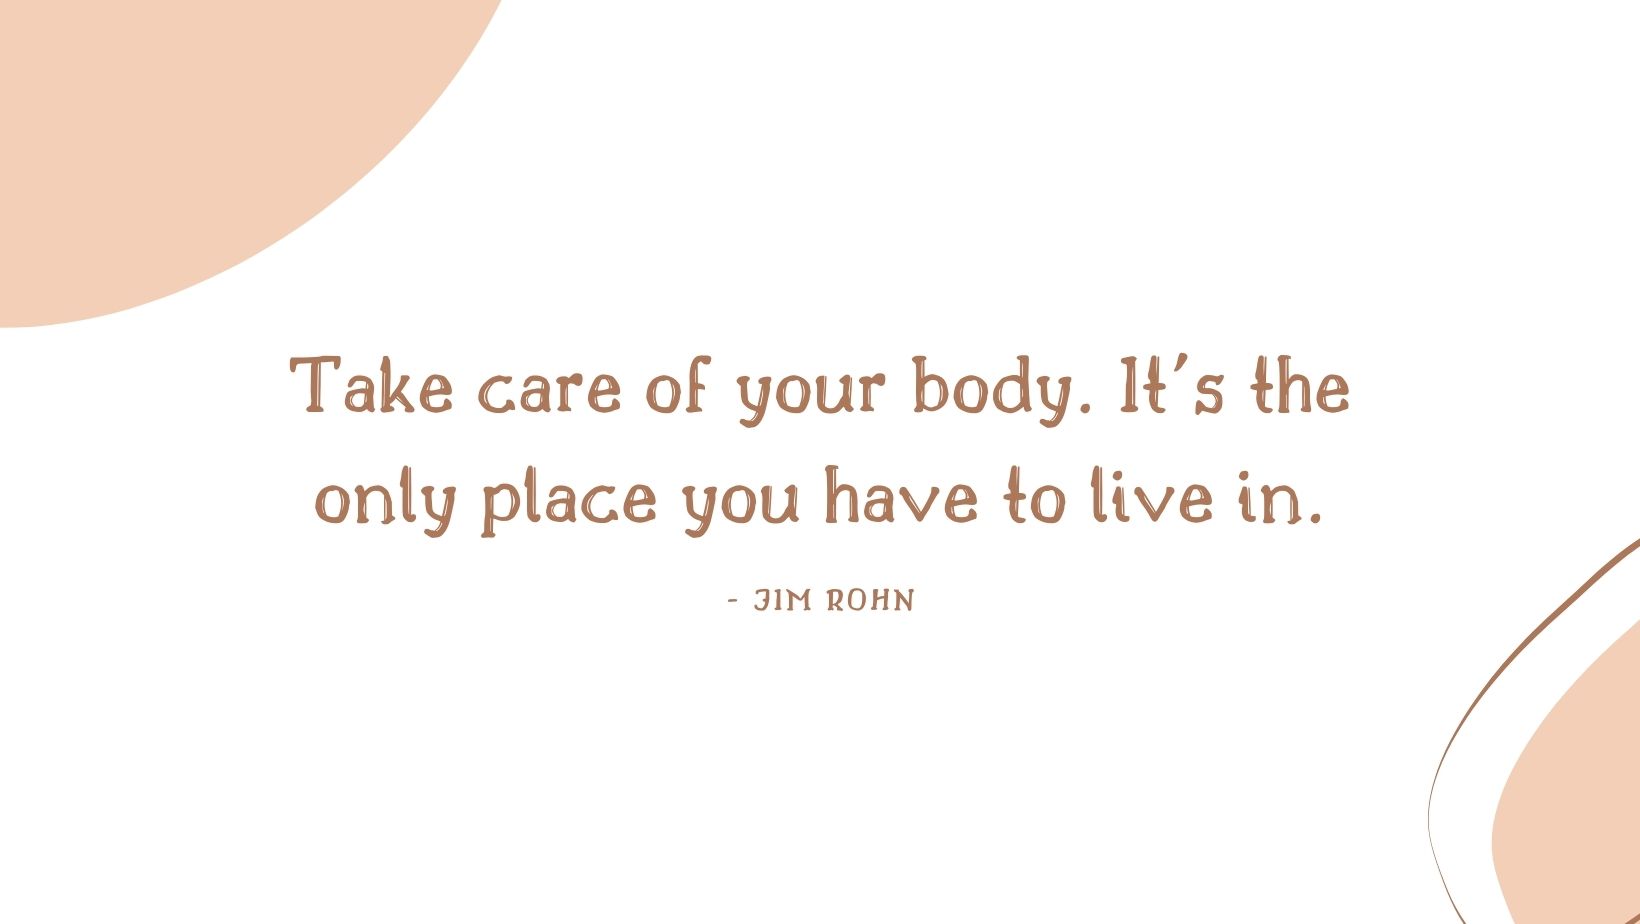 Take care of your body. It's the
only place you have to live in.
- JIM ROHN